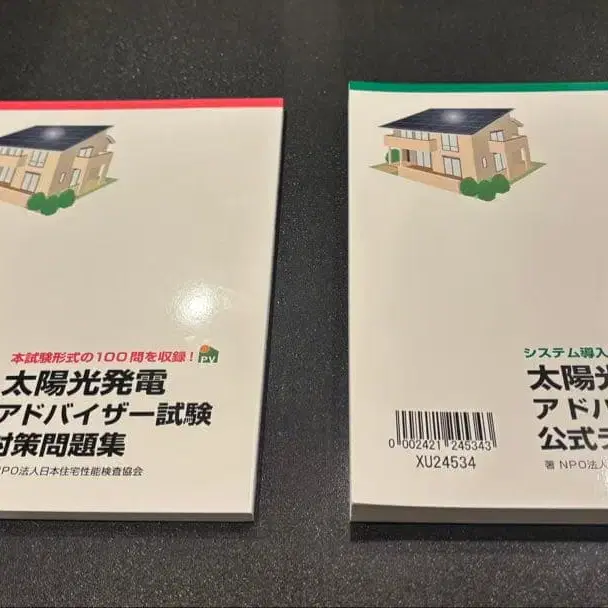 本試験形式の100問を収録！
PV
太陽光発電
アドバイザー試験
対策問題集
NPO法人日本住宅性能検査協会
システム導入
太陽光
アドバ
公式テ
著 NPO法人
0 002421 245343
XU24534